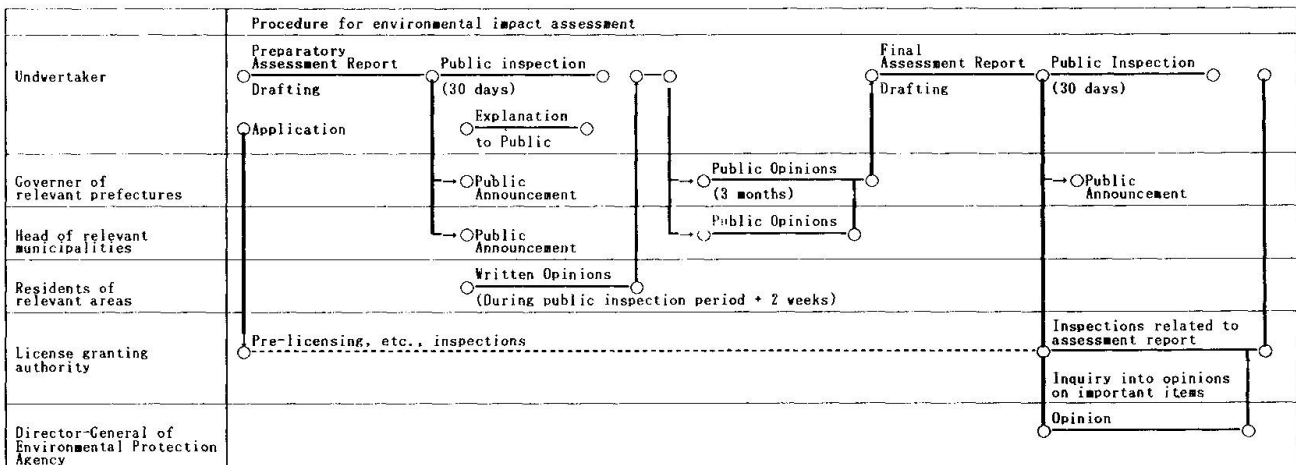 Procedure for environmental impact assessment
Undwertaker
Preparatory
Assessment Report
Drafting
Public inspection
(30 days)
Final
Assessment Report
Drafting
Public Inspection
(30 days)
Application
Explanation
to Public
Governer of
relevant prefectures
Public
Announcement
Public Opinions
(3 months)
Public
Announcement
Head of relevant
municipalities
Public
Announcement
Public Opinions
Residents of
relevant areas
Written Opinions
(During public inspection period + 2 weeks)
License granting
authority
Pre-licensing, etc., inspections
Inspections related to
assessment report
Inquiry into opinions
on important items
Director-General of
Environmental Protection
Agency
Opinion